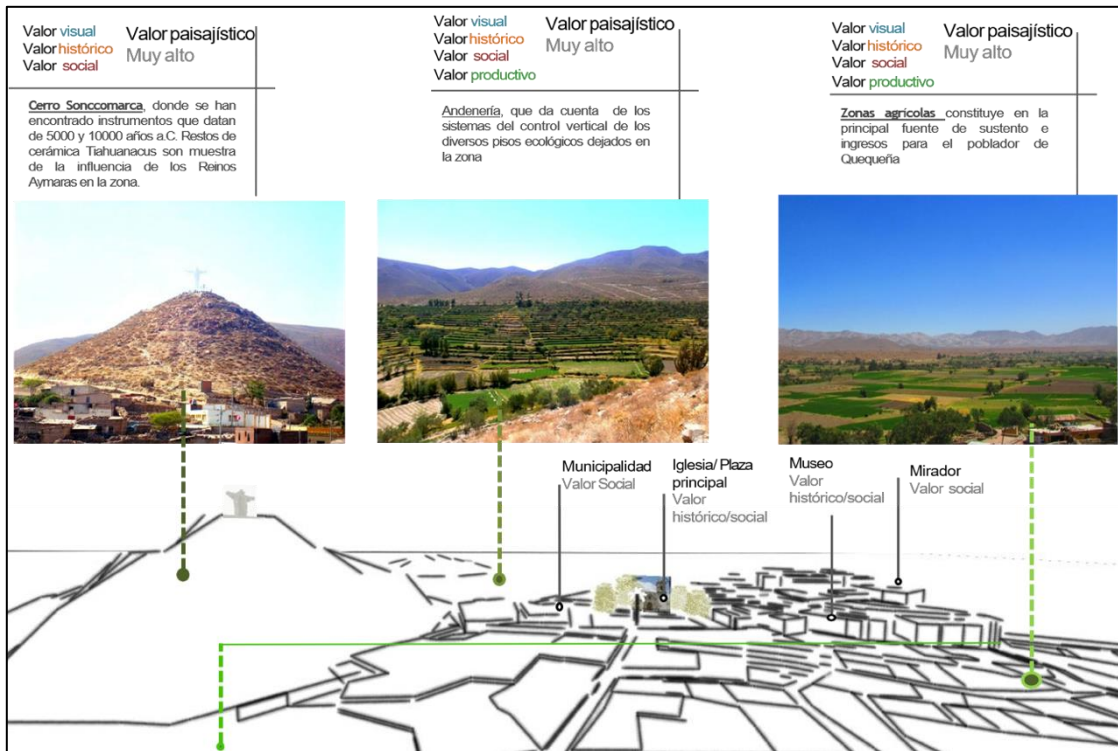 Valor visual
Valor histórico
Valor social
Valor paisajístico
Muy alto
Cerro Sonccomarca, donde se han
encontrado instrumentos que datan
de 5000 y 10000 años a.C. Restos de
cerámica Tiahuanacus son muestra
de la influencia de los Reinos
Aymaras en la zona.
Valor visual
Valor histórico
Valor social
Valor productivo
Valor paisajístico
Muy alto
Andenería, que da cuenta de los
sistemas del control vertical de los
diversos pisos ecológicos dejados en
la zona
Valor visual
Valor histórico
Valor social
Valor productivo
Valor paisajístico
Muy alto
Zonas agrícolas constituye en la
principal fuente de sustento e
ingresos para el poblador de
Quequeña
Municipalidad
Valor Social
Iglesia/ Plaza
principal
Valor
histórico/social
Museo
Valor
histórico/social
Mirador
Valor social